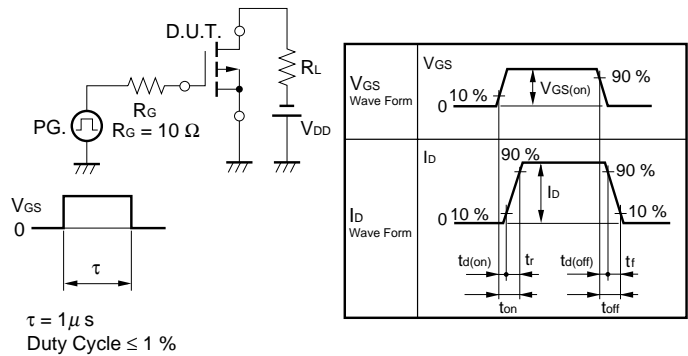 D.U.T.
RL
RG
PG.
RG = 10 Ω
VDD
VGS
0
τ
τ = 1μ s
Duty Cycle ≤ 1 %
VGS
Wave Form
VGS
90 %
VGS(on)
10 %
0
ID
Wave Form
ID
90 %
90 %
ID
0 10 %
10 %
td(on)
tr
td(off)
tf
ton
toff